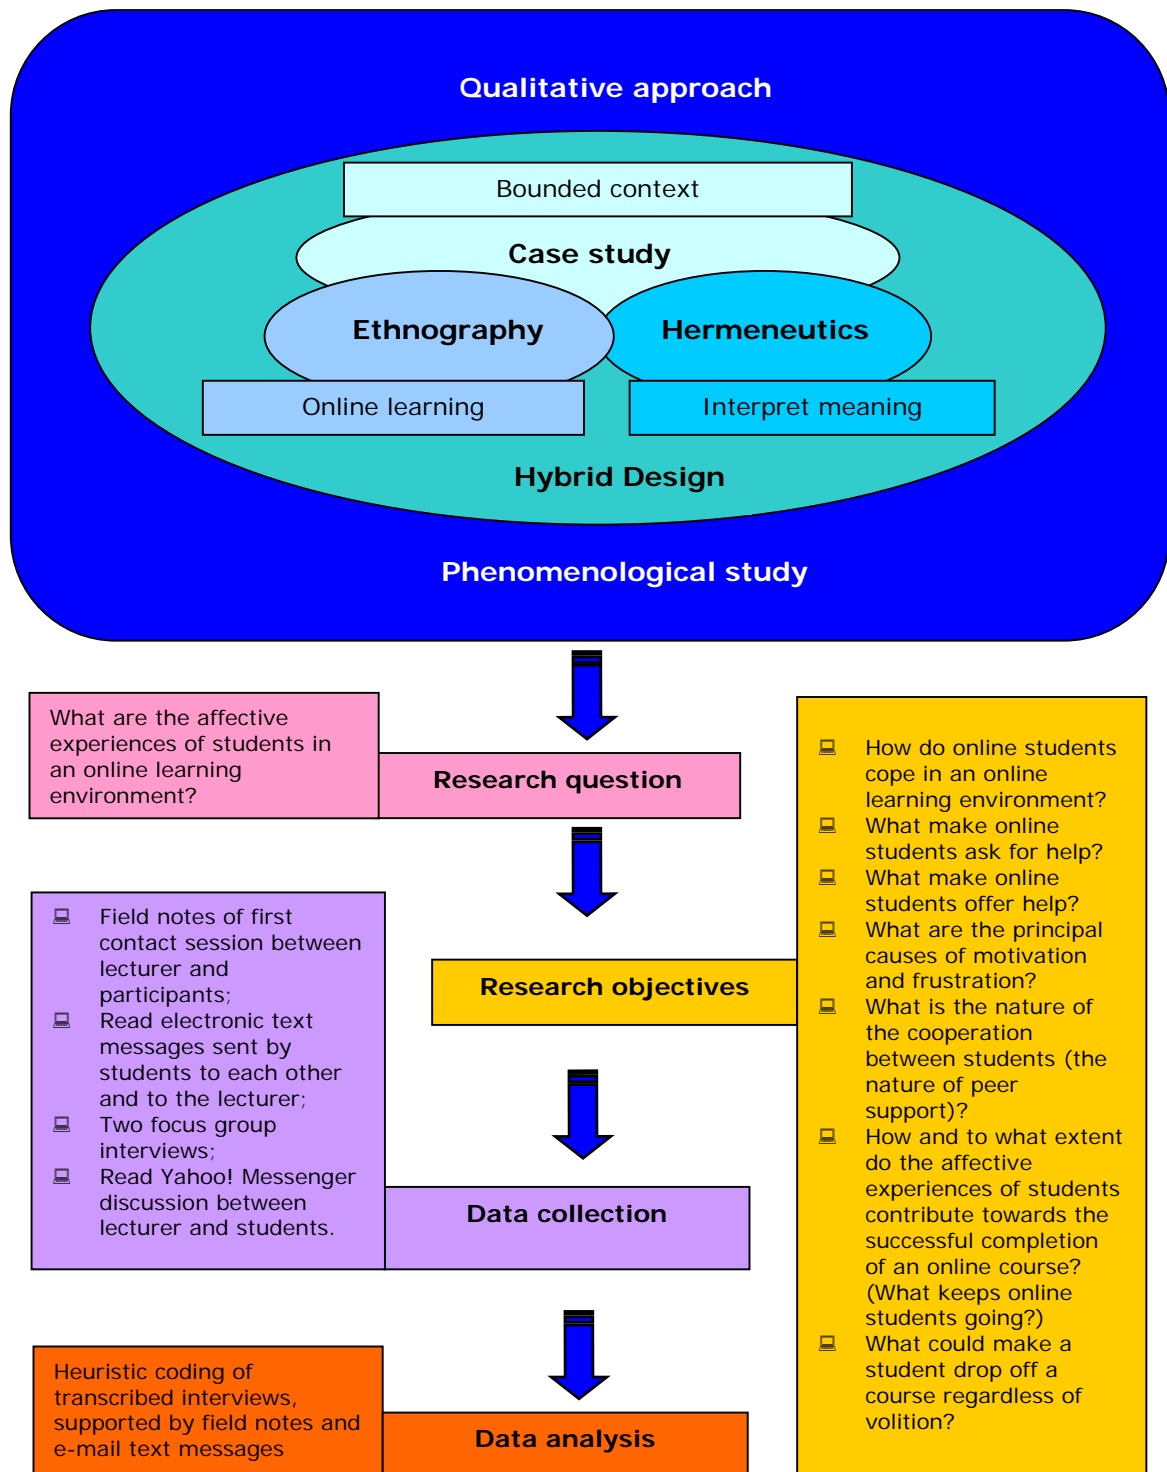 Qualitative approach
Bounded context
Case study
Ethnography
Hermeneutics
Online learning
Interpret meaning
Hybrid Design
Phenomenological study
What are the affective
experiences of students in
an online learning
environment?
Research question
How do online students
cope in an online
learning environment?
What make online
students ask for help?
What make online
students offer help?
What are the principal
causes of motivation
and frustration?
What is the nature of
the cooperation
between students (the
nature of peer
support)?
How and to what extent
do the affective
experiences of students
contribute towards the
successful completion
of an online course?
(What keeps online
students going?)
What could make a
student drop off a
course regardless of
volition?
Research objectives
Field notes of first
contact session between
lecturer and
participants;
Read electronic text
messages sent by
students to each other
and to the lecturer;
Two focus group
interviews;
Read Yahoo! Messenger
discussion between
lecturer and students.
Data collection
Heuristic coding of
transcribed interviews,
supported by field notes and
e-mail text messages
Data analysis